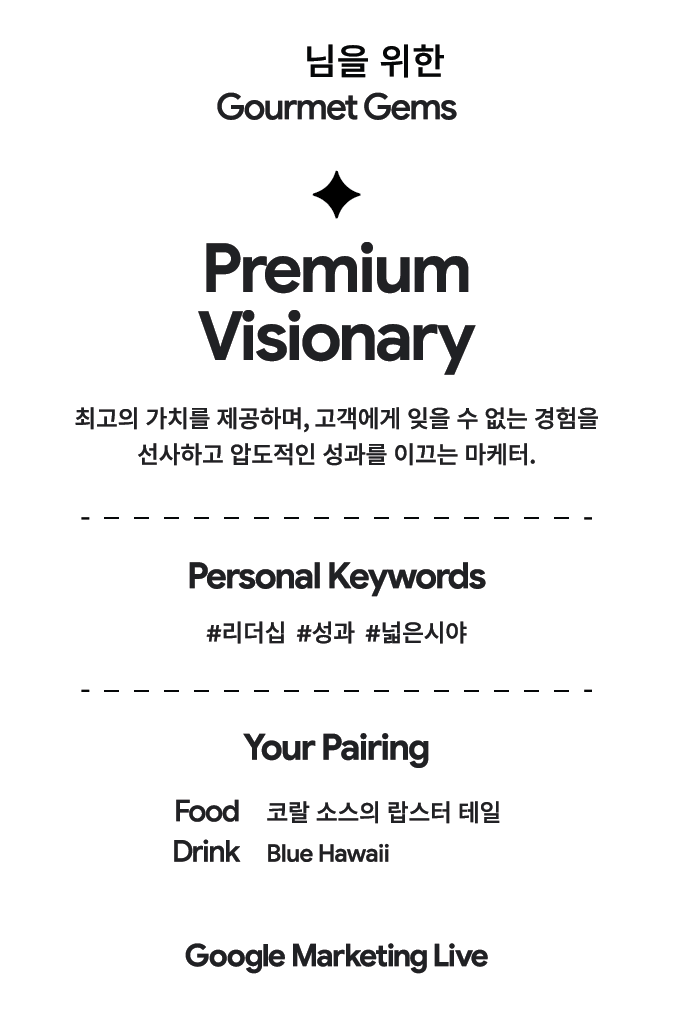 님을 위한
Gourmet Gems
Premium
Visionary
최고의 가치를 제공하며, 고객에게 잊을 수 없는 경험을
선사하고 압도적인 성과를 이끄는 마케터.
Personal Keywords
#리더십 #성과 #넓은시야
Your Pairing
Food 코랄 소스의 랍스터 테일
Drink Blue Hawaii
Google Marketing Live